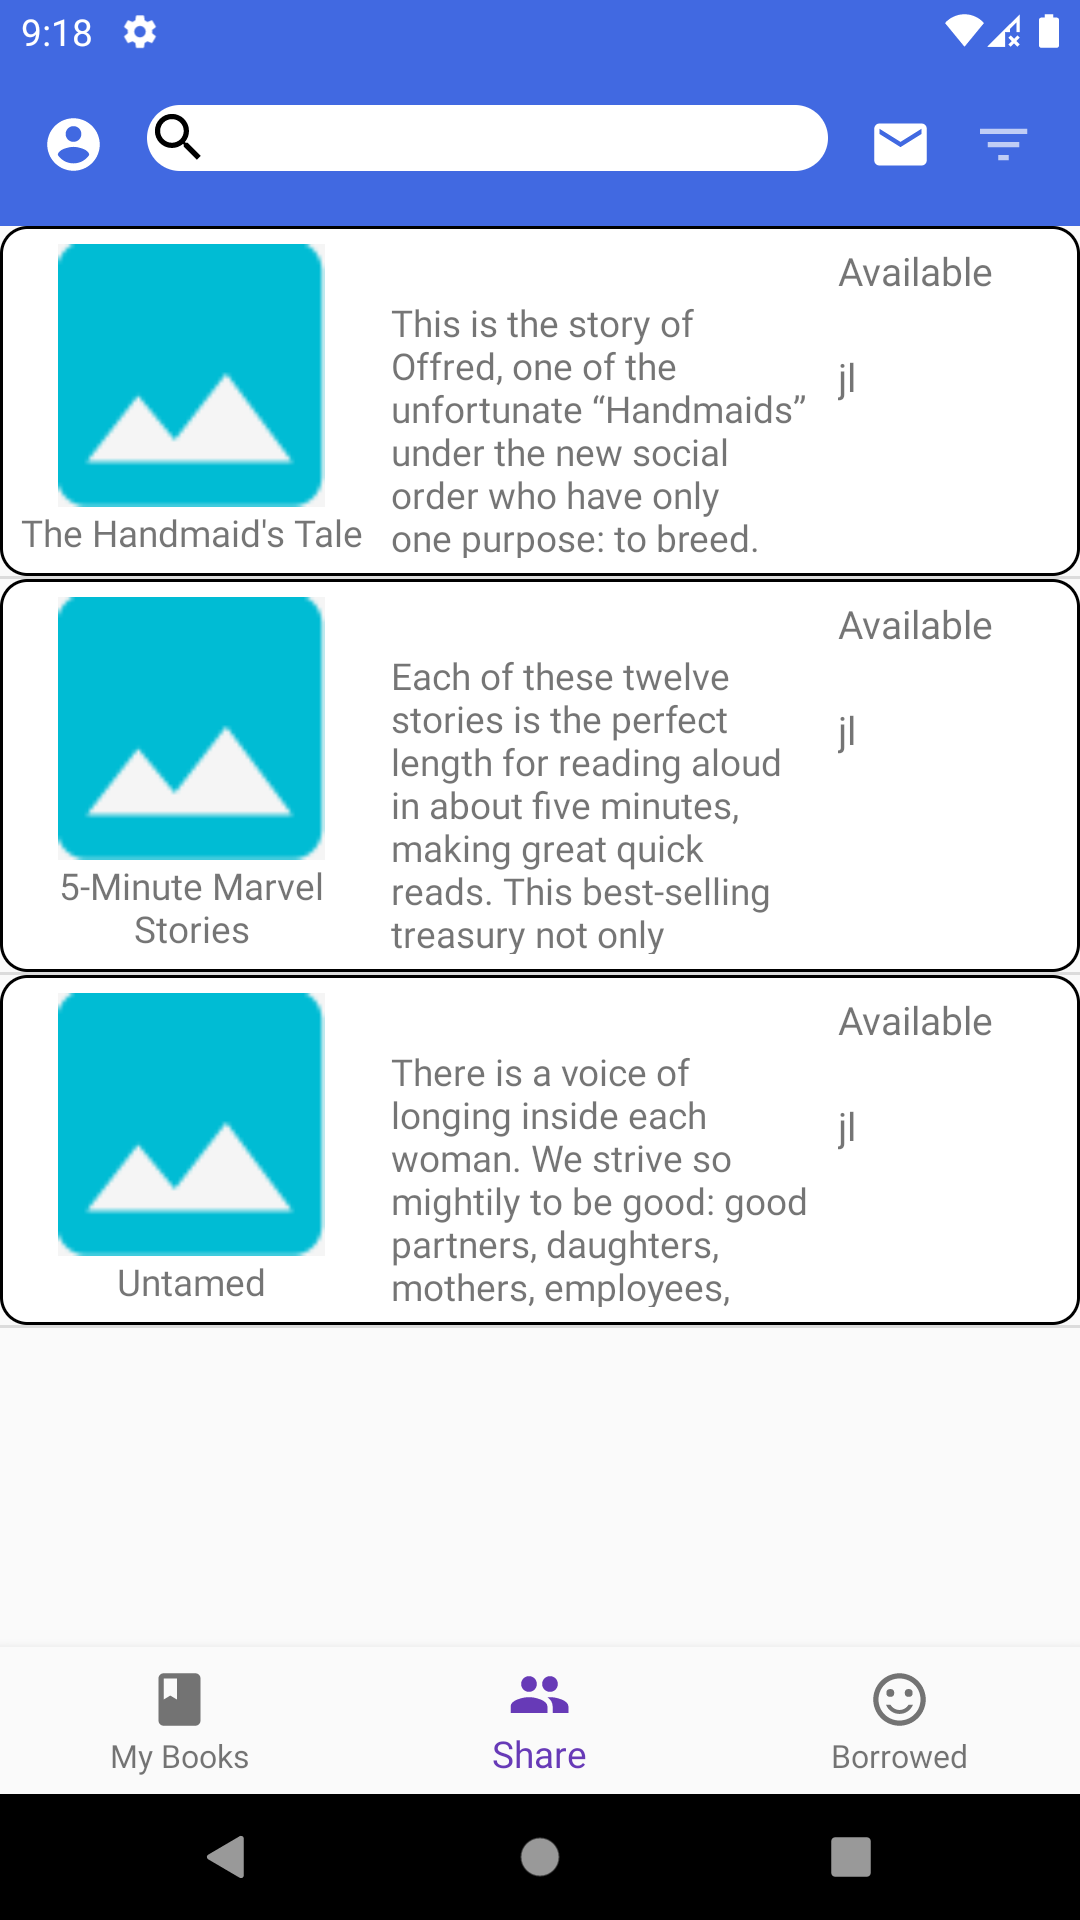 9:18
Available
This is the story of
Offred, one of the
unfortunate “Handmaids”
under the new social
order who have only
one purpose: to breed.
jl
The Handmaid's Tale
Available
Each of these twelve
stories is the perfect
length for reading aloud
in about five minutes,
making great quick
reads. This best-selling
treasury not only
jl
5-Minute Marvel
Stories
Available
There is a voice of
longing inside each
woman. We strive so
mightily to be good: good
partners, daughters,
mothers, employees,
jl
Untamed
My Books
Share
Borrowed